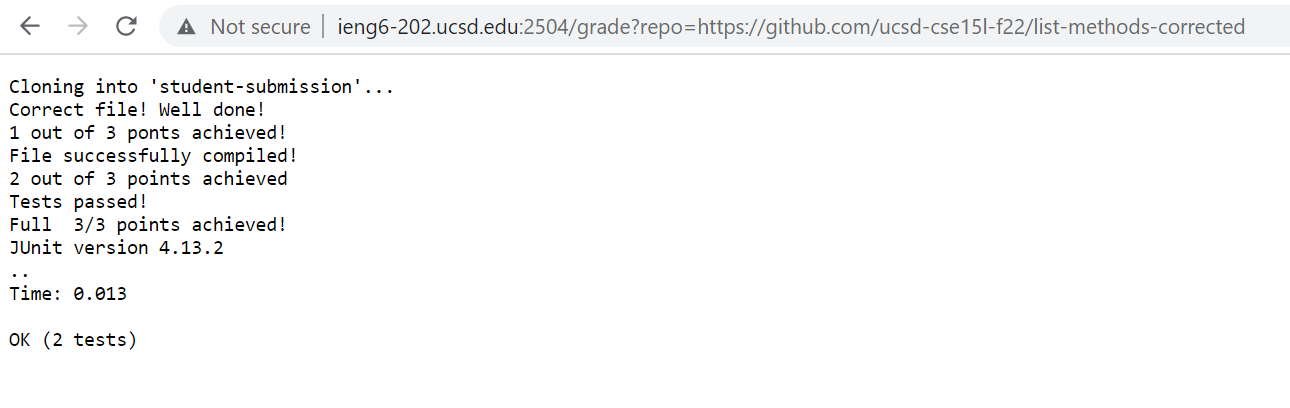 Not secure | ieng6-202.ucsd.edu:2504/grade?repo=https://github.com/ucsd-cse15l-f22/list-methods-corrected
Cloning into 'student-submission'...
Correct file! Well done!
1 out of 3 ponts achieved!
File successfully compiled!
2 out of 3 points achieved
Tests passed!
Full  3/3 points achieved!
JUnit version 4.13.2
..
Time: 0.013
OK (2 tests)